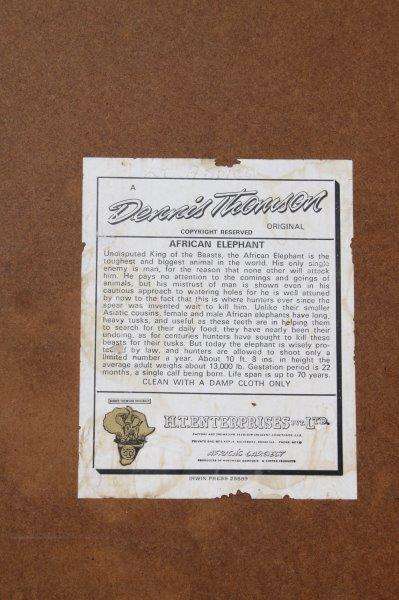 A
Dennis Thomson
ORIGINAL
COPYRIGHT RESERVED
AFRICAN ELEPHANT
Undisputed King of the Beasts, the African Elephant is the
toughest and biggest animal in the world. His only single
enemy is man, for the reason that none other will attack
him. He pays no attention to the comings and goings of
animals, but his mistrust of man is shown even in his
cautious approach to watering holes for he is well attuned
by now to the fact that this is where hunters ever since the
spear was invented wait to kill him. Unlike their smaller
Asiatic cousins, female and male African elephants have long
heavy tusks, and useful as these teeth are in helping them
to search for their daily food, they have nearly been their
undoing, as for centuries hunters have sought to kill these
beasts for their tusks. But today the elephant is wisely pro-
tected by law, and hunters are allowed to shoot only a
limited number a year. About 10 ft. 8 ins. in height the
average adult weighs about 13,000 lb. Gestation period is 22
months, a single calf being born. Life span is up to 70 years.
CLEAN WITH A DAMP CLOTH ONLY
H.T. ENTERPRISES PVT. LTD.
AFRICA'S LARGEST
IRWIN PRESS 25889